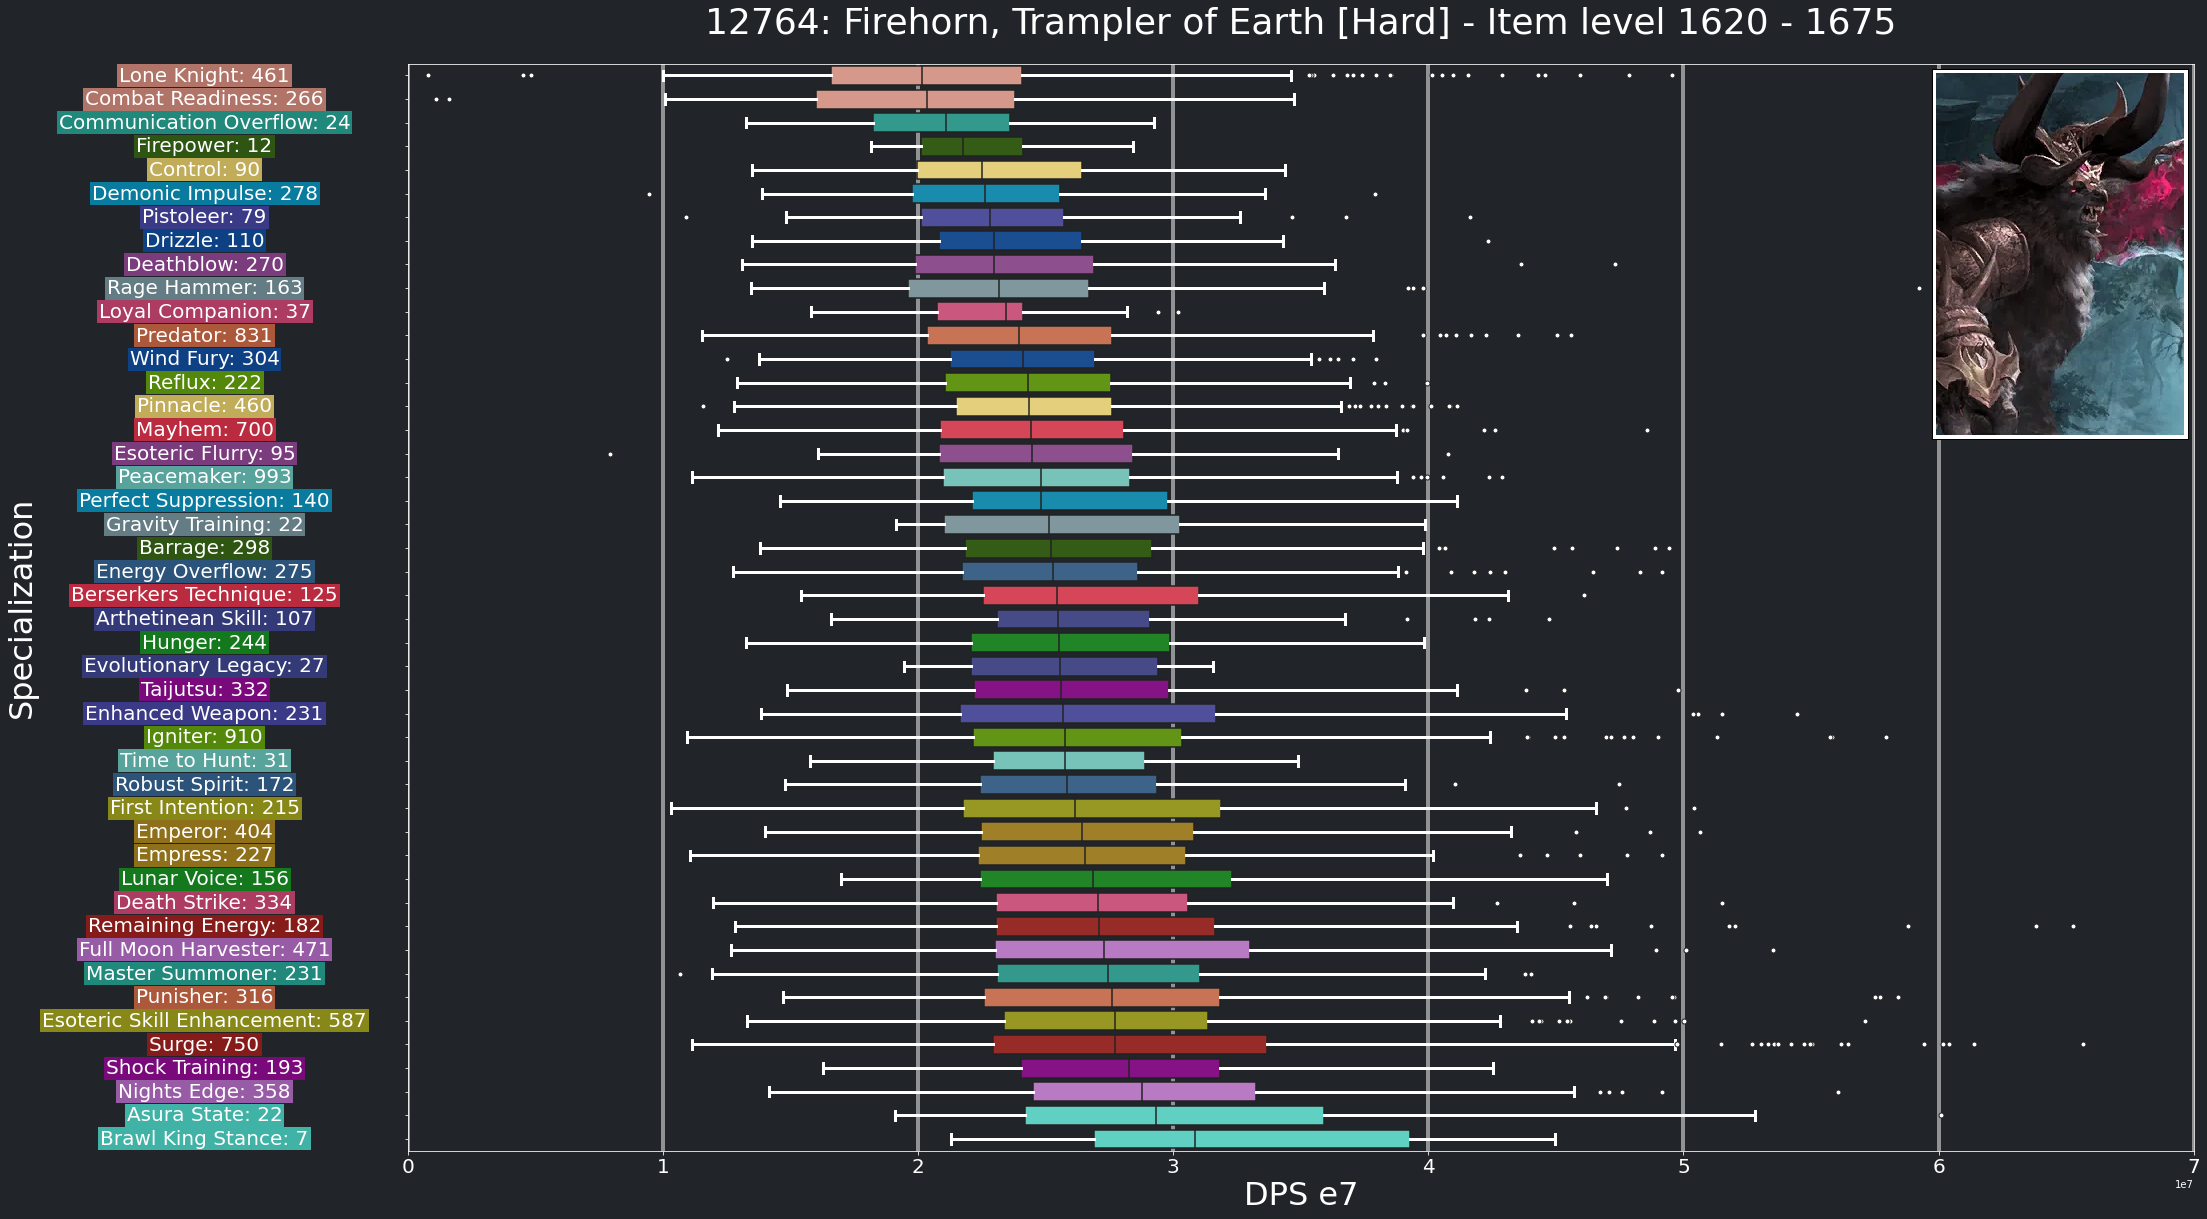 12764: Firehorn, Trampler of Earth [Hard] - Item level 1620 - 1675
Specialization
Lone Knight: 461
Combat Readiness: 266
Communication Overflow: 24
Firepower: 12
Control: 90
Demonic Impulse: 278
Pistoleer: 79
Drizzle: 110
Deathblow: 270
Rage Hammer: 163
Loyal Companion: 37
Predator: 831
Wind Fury: 304
Reflux: 222
Pinnacle: 460
Mayhem: 700
Esoteric Flurry: 95
Peacemaker: 993
Perfect Suppression: 140
Gravity Training: 22
Barrage: 298
Energy Overflow: 275
Berserkers Technique: 125
Arthetinean Skill: 107
Hunger: 244
Evolutionary Legacy: 27
Taijutsu: 332
Enhanced Weapon: 231
Igniter: 910
Time to Hunt: 31
Robust Spirit: 172
First Intention: 215
Emperor: 404
Empress: 227
Lunar Voice: 156
Death Strike: 334
Remaining Energy: 182
Full Moon Harvester: 471
Master Summoner: 231
Punisher: 316
Esoteric Skill Enhancement: 587
Surge: 750
Shock Training: 193
Nights Edge: 358
Asura State: 22
Brawl King Stance: 7
0 1 2 3 4 5 6 7
1e7
DPS e7